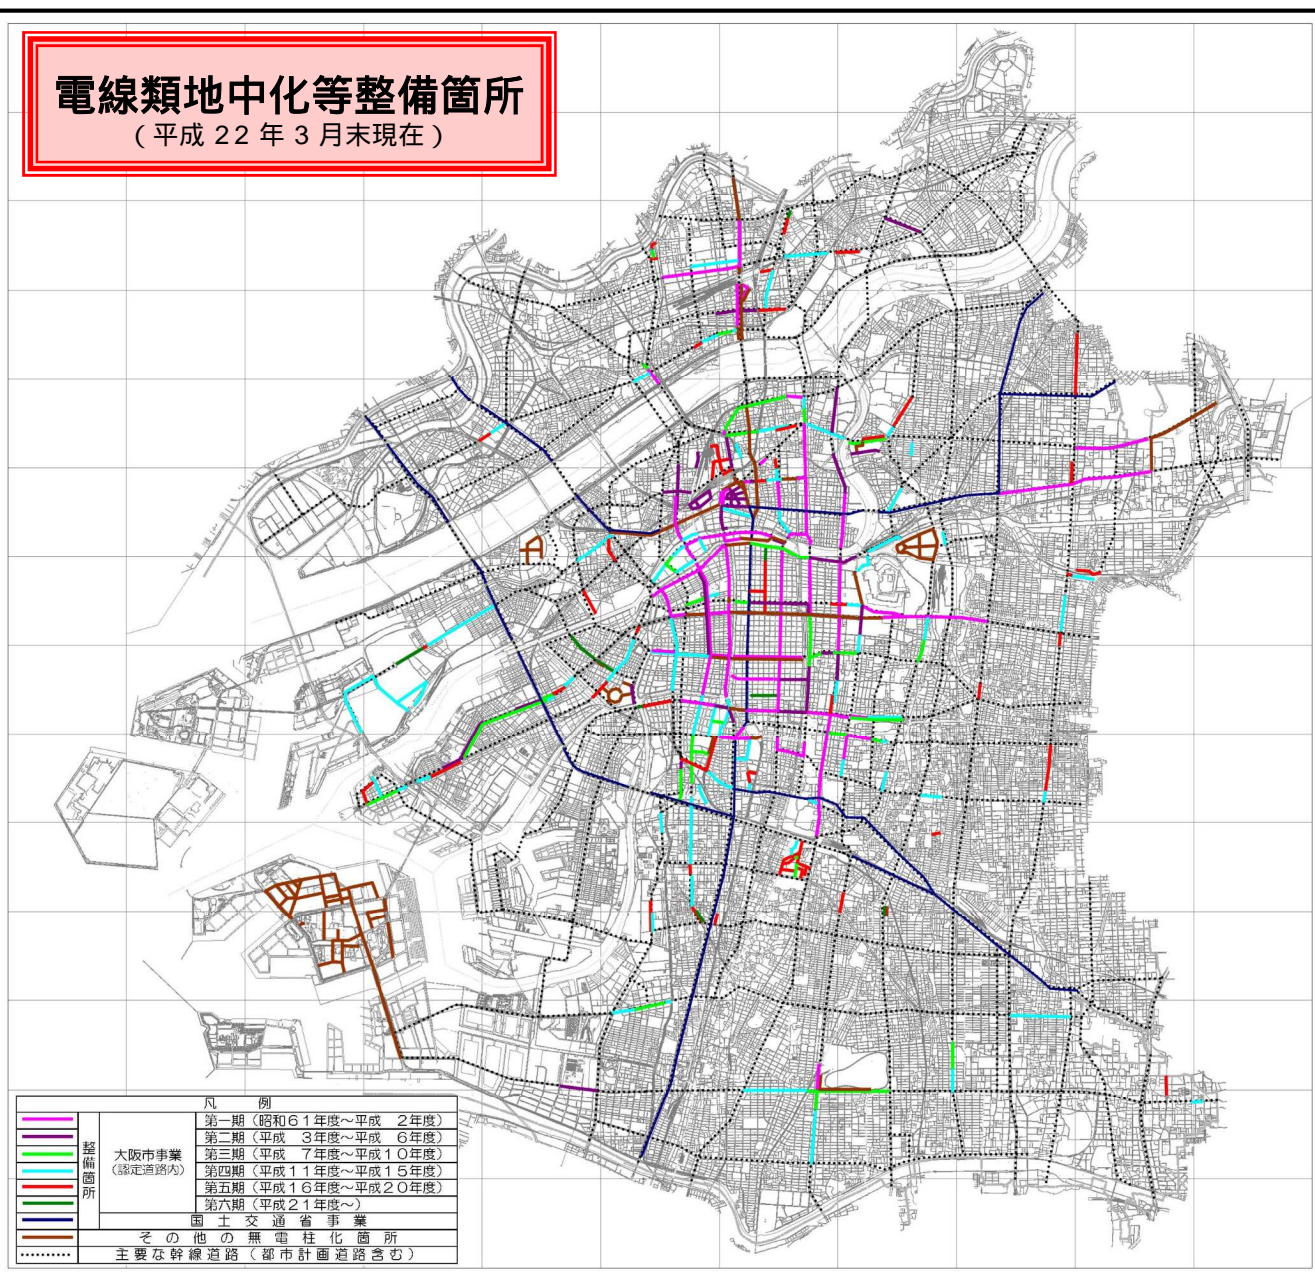 電線類地中化等整備箇所
(平成22年3月末現在)
凡 例
整備箇所
大阪市事業
(認定道路内)
第一期(昭和61年度~平成 2年度)
第二期(平成 3年度~平成 6年度)
第三期(平成 7年度~平成10年度)
第四期(平成11年度~平成15年度)
第五期(平成16年度~平成20年度)
第六期(平成21年度~)
国土交通省事業
その他の無電柱化箇所
主要な幹線道路(都市計画道路含む)